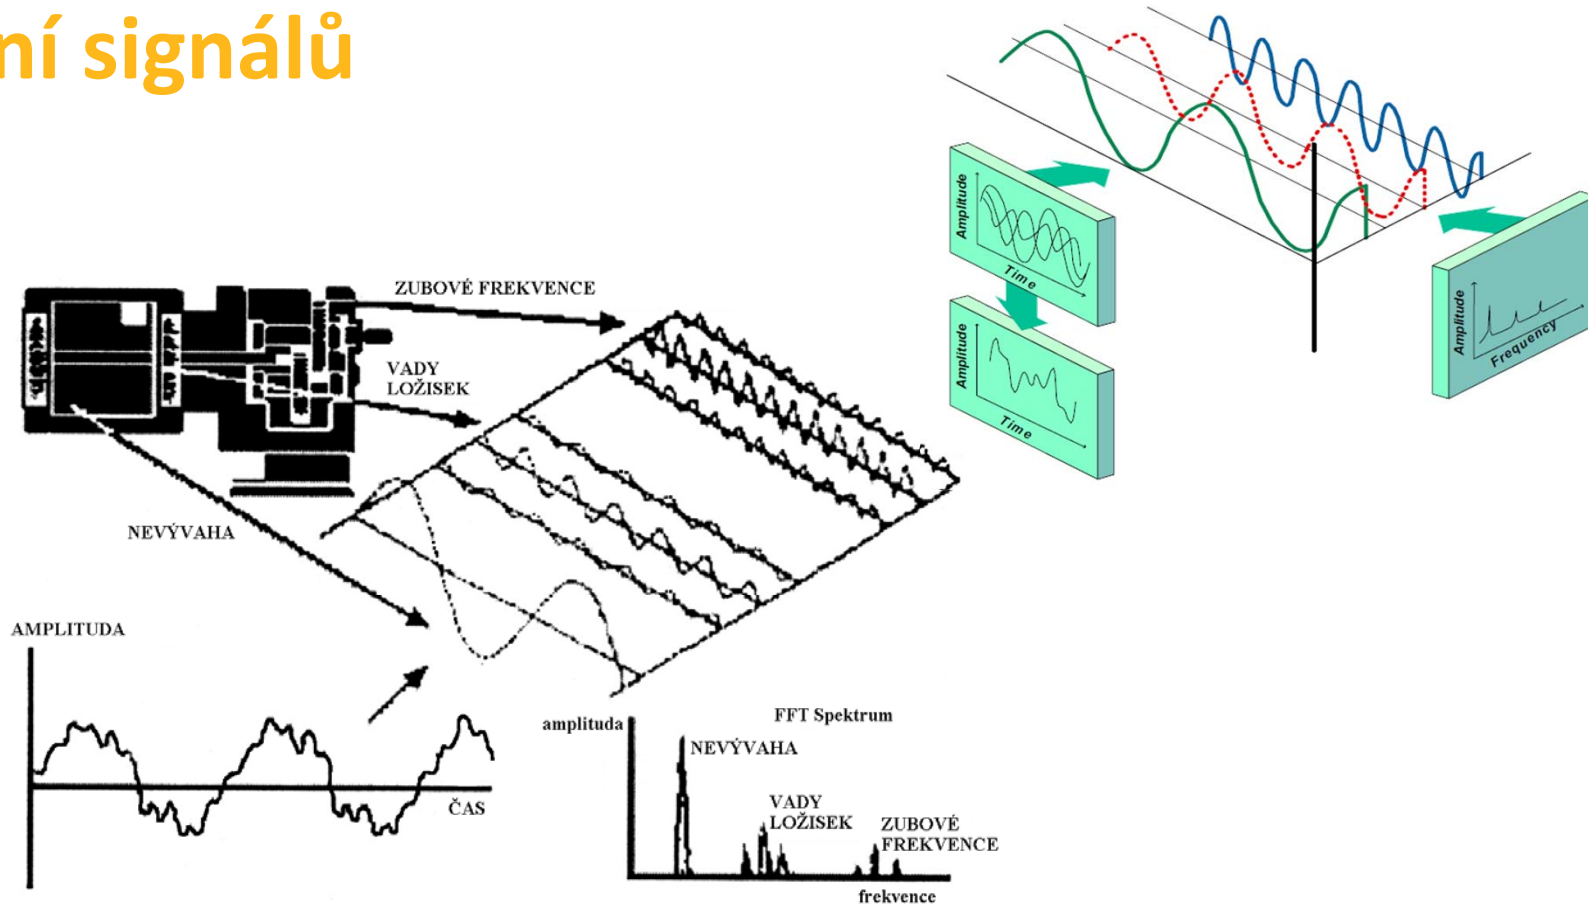 ní signálů
Amplitude
Time
Amplitude
Time
Amplitude
Frequency
ZUBOVÉ FREKVENCE
VADY
LOŽISEK
NEVÝVAHA
AMPLITUDA
ČAS
amplituda
FFT Spektrum
NEVÝVAHA
VADY
LOŽISEK
ZUBOVÉ
FREKVENCE
frekvence